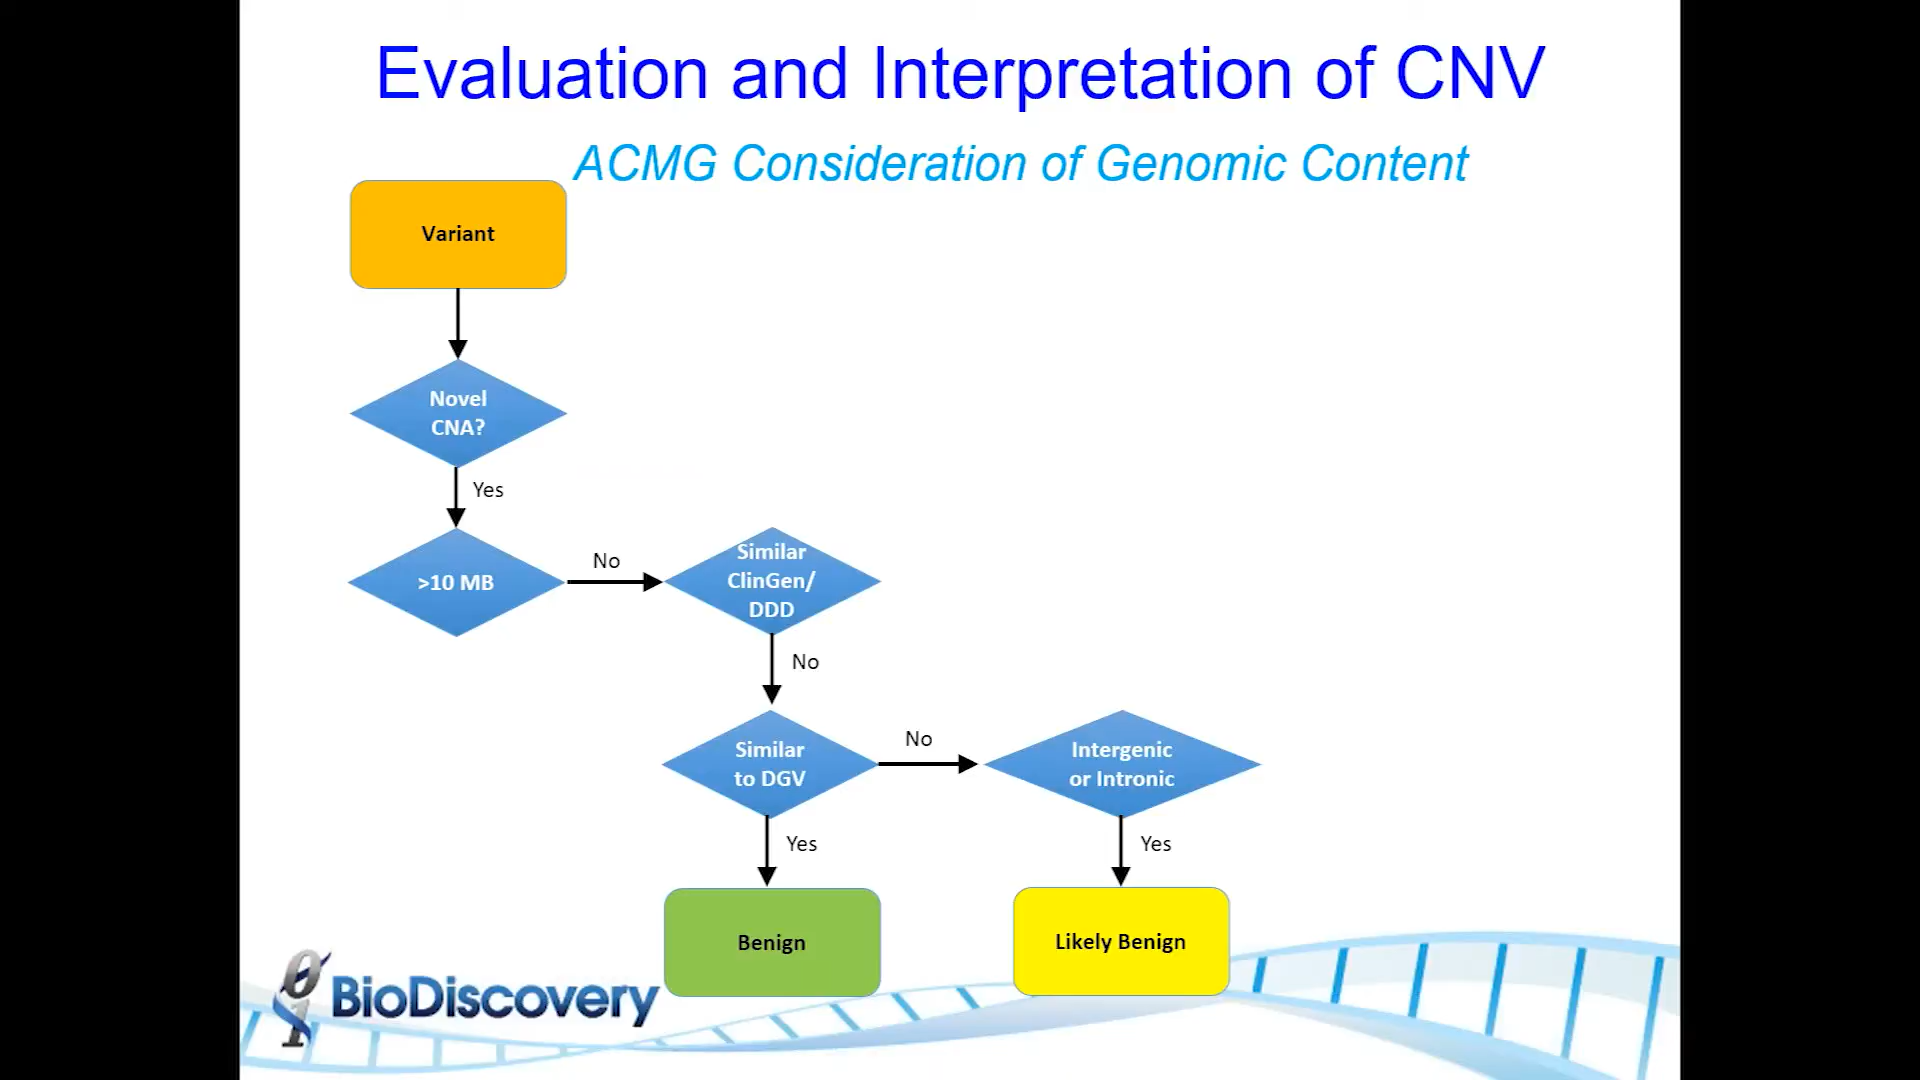 Evaluation and Interpretation of CNV
ACMG Consideration of Genomic Content
Variant
Novel
CNA?
Yes
>10 MB
No
Similar
ClinGen/
DDD
No
Similar
to DGV
No
Intergenic
or Intronic
Yes
Yes
Benign
Likely Benign
BioDiscovery